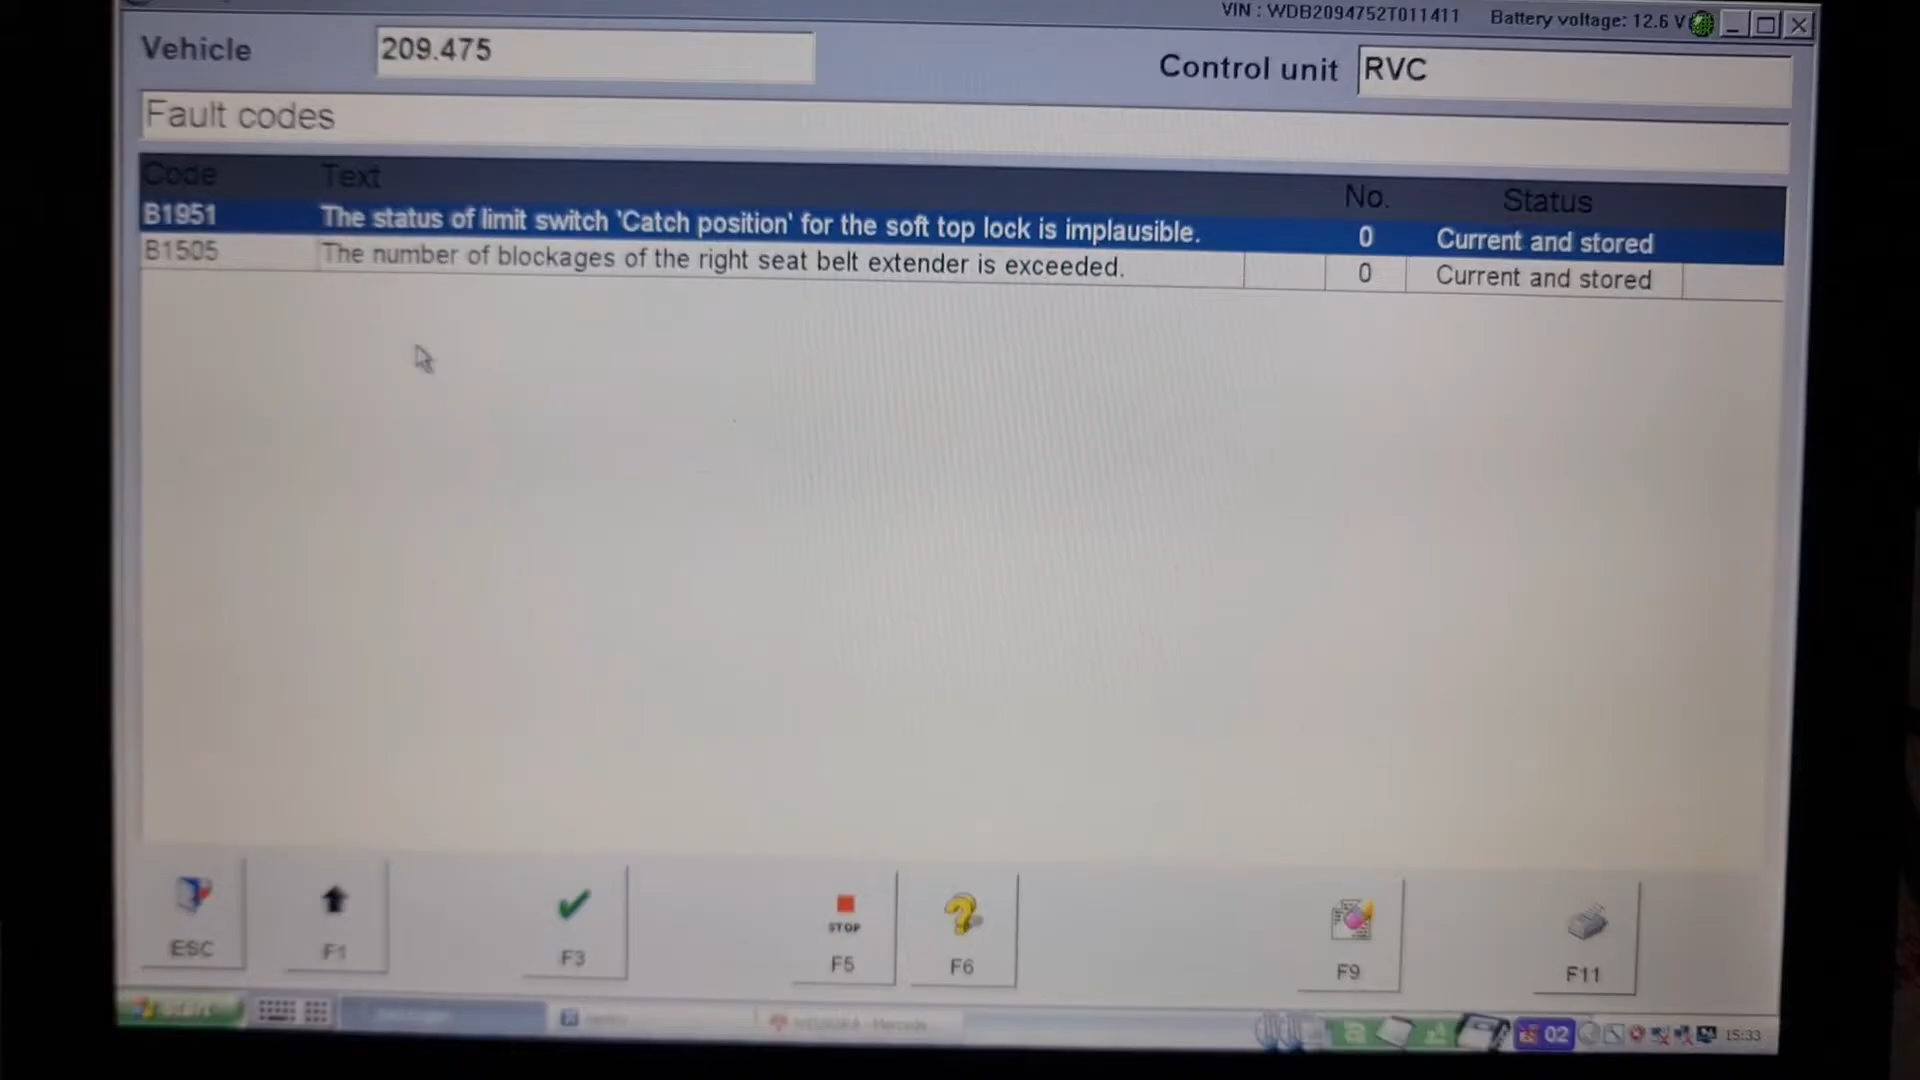 VIN : WDB2094752T011411 Battery voltage: 12.6 V
Vehicle 209.475 Control unit RVC
Fault codes
Code Text No. Status
B1951 The status of limit switch 'Catch position' for the soft top lock is implausible. 0 Current and stored
B1505 The number of blockages of the right seat belt extender is exceeded. 0 Current and stored
STOP
ESC F1 F3 F5 F6 F9 F11
02 15:33